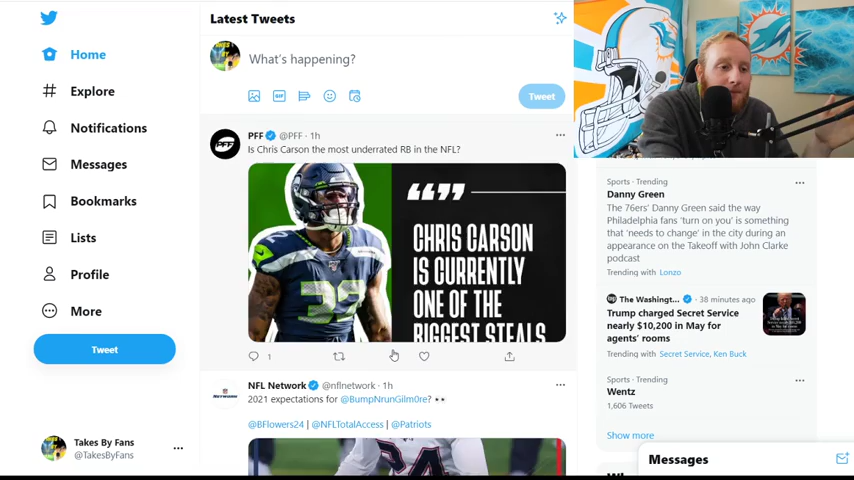 Home
Explore
Notifications
Messages
Bookmarks
Lists
Profile
More
Tweet
Takes By Fans
@TakesByFans
Latest Tweets
What's happening?
GIF
Tweet
PFF @PFF · 1h
Is Chris Carson the most underrated RB in the NFL?
PFF
CHRIS CARSON
IS CURRENTLY
ONE OF THE
BIGGEST STEALS
32
1
NFL Network @nflnetwork · 1h
2021 expectations for @BumpNrunGilm0re?
@BFlowers24 | @NFLTotalAccess | @Patriots
24
Sports · Trending
Danny Green
The 76ers' Danny Green said the way
Philadelphia fans 'turn on you' is something
that 'needs to change' in the city during an
appearance on the Takeoff with John Clarke
podcast
Trending with Lonzo
The Washingt... · 38 minutes ago
Trump charged Secret Service
nearly $10,200 in May for
agents' rooms
Trending with Secret Service, Ken Buck
Sports · Trending
Wentz
1,606 Tweets
Show more
Messages